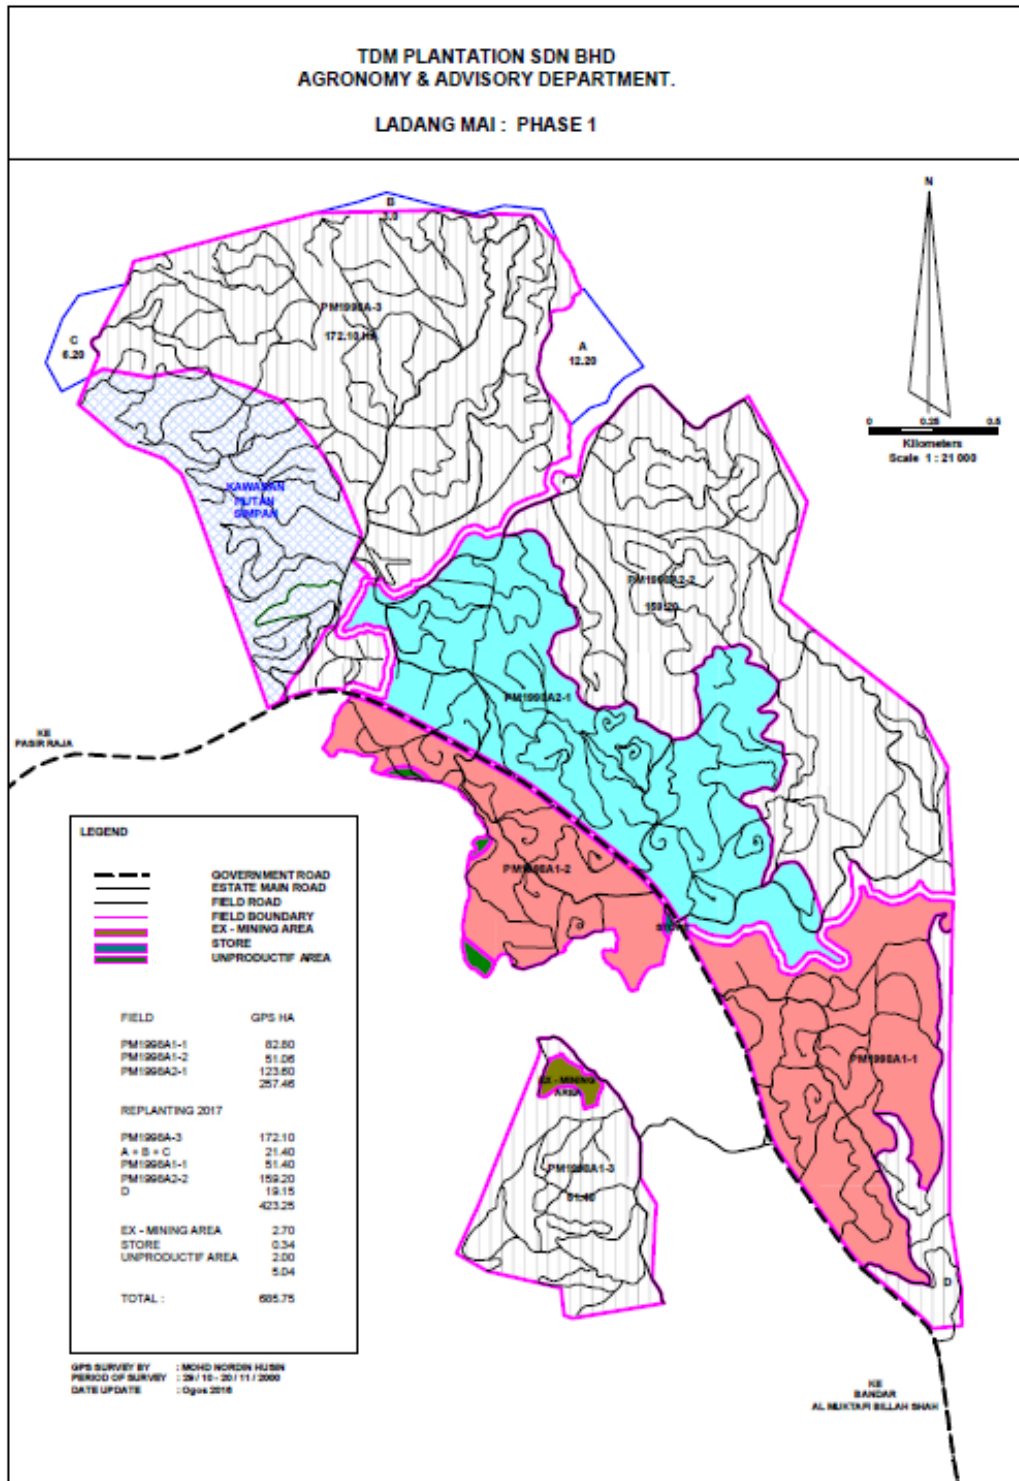 TDM PLANTATION SDN BHD
AGRONOMY & ADVISORY DEPARTMENT.
LADANG MAI : PHASE 1
N
0 0.25 0.5
Kilometers
Scale 1 : 21 000
B
3.0
PM1998A-3
172.10 HA
C
6.20
A
12.20
KAWASAN
HUTAN
SIMPAN
PM1998A2-2
159.20
PM1998A2-1
KE
PASIR RAJA
PM1998A1-2
STORE
PM1998A1-1
EX - MINING
AREA
PM1998A1-3
51.40
D
KE
BANDAR
AL MUKTAFI BILLAH SHAH
LEGEND
GOVERNMENT ROAD
ESTATE MAIN ROAD
FIELD ROAD
FIELD BOUNDARY
EX - MINING AREA
STORE
UNPRODUCTIF AREA
FIELD GPS HA
PM1998A1-1 82.80
PM1998A1-2 51.06
PM1998A2-1 123.60
257.46
REPLANTING 2017
PM1998A-3 172.10
A + B + C 21.40
PM1998A1-1 51.40
PM1998A2-2 159.20
D 19.15
423.25
EX - MINING AREA 2.70
STORE 0.34
UNPRODUCTIF AREA 2.00
5.04
TOTAL : 685.75
GPS SURVEY BY : MOHD NORDIN HUSIN
PERIOD OF SURVEY : 29 / 10 - 20 / 11 / 2000
DATE UPDATE : Ogos 2016